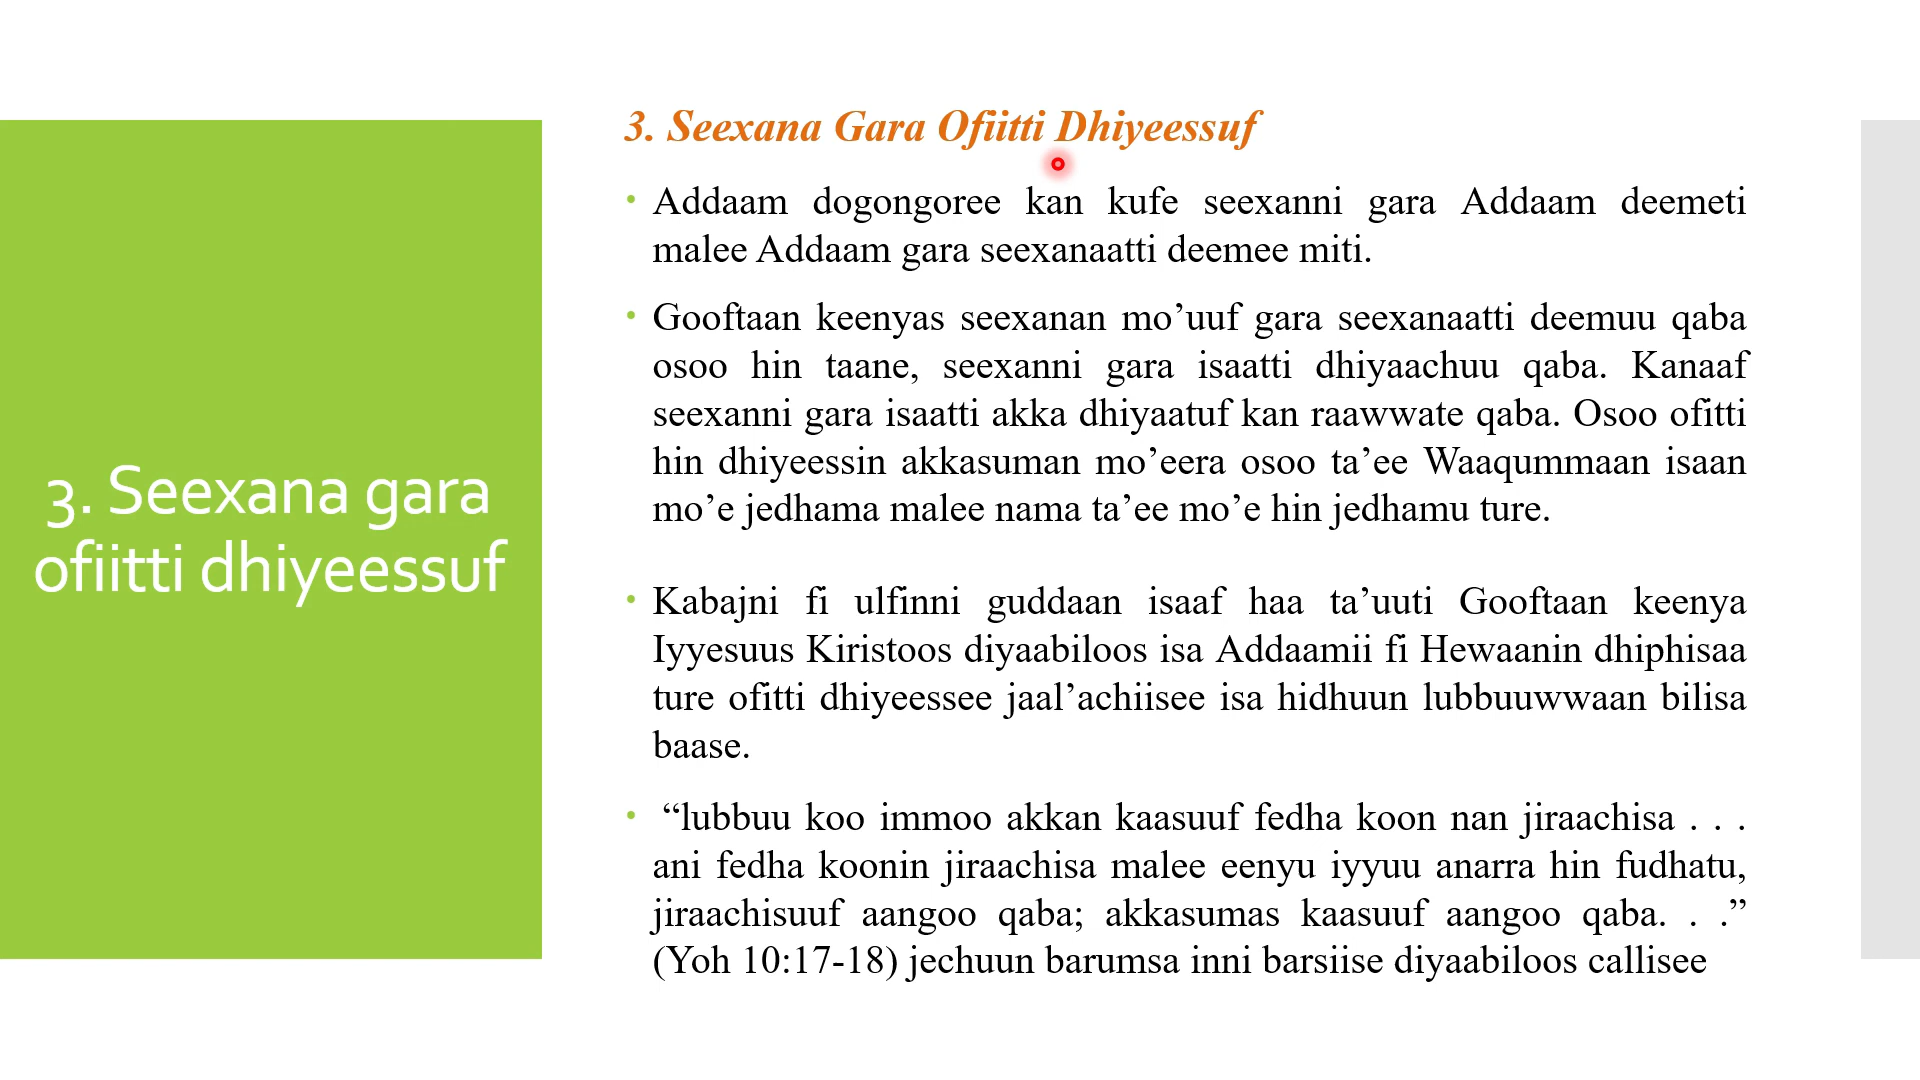 3. Seexana gara
ofiitti dhiyeessuf
3. Seexana Gara Ofiitti Dhiyeessuf
• Addaam dogongoree kan kufe seexanni gara Addaam deemeti
malee Addaam gara seexanaatti deemee miti.
• Gooftaan keenyas seexanan mo’uuf gara seexanaatti deemuu qaba
osoo hin taane, seexanni gara isaatti dhiyaachuu qaba. Kanaaf
seexanni gara isaatti akka dhiyaatuf kan raawwate qaba. Osoo ofitti
hin dhiyeessin akkasuman mo’eera osoo ta’ee Waaqummaan isaan
mo’e jedhama malee nama ta’ee mo’e hin jedhamu ture.
• Kabajni fi ulfinni guddaan isaaf haa ta’uuti Gooftaan keenya
Iyyesuus Kiristoos diyaabiloos isa Addaamii fi Hewaanin dhiphisaa
ture ofitti dhiyeessee jaal’achiisee isa hidhuun lubbuuwwaan bilisa
baase.
• “lubbuu koo immoo akkan kaasuuf fedha koon nan jiraachisa . . .
ani fedha koonin jiraachisa malee eenyu iyyuu anarra hin fudhatu,
jiraachisuuf aangoo qaba; akkasumas kaasuuf aangoo qaba. . .”
(Yoh 10:17-18) jechuun barumsa inni barsiise diyaabiloos callisee